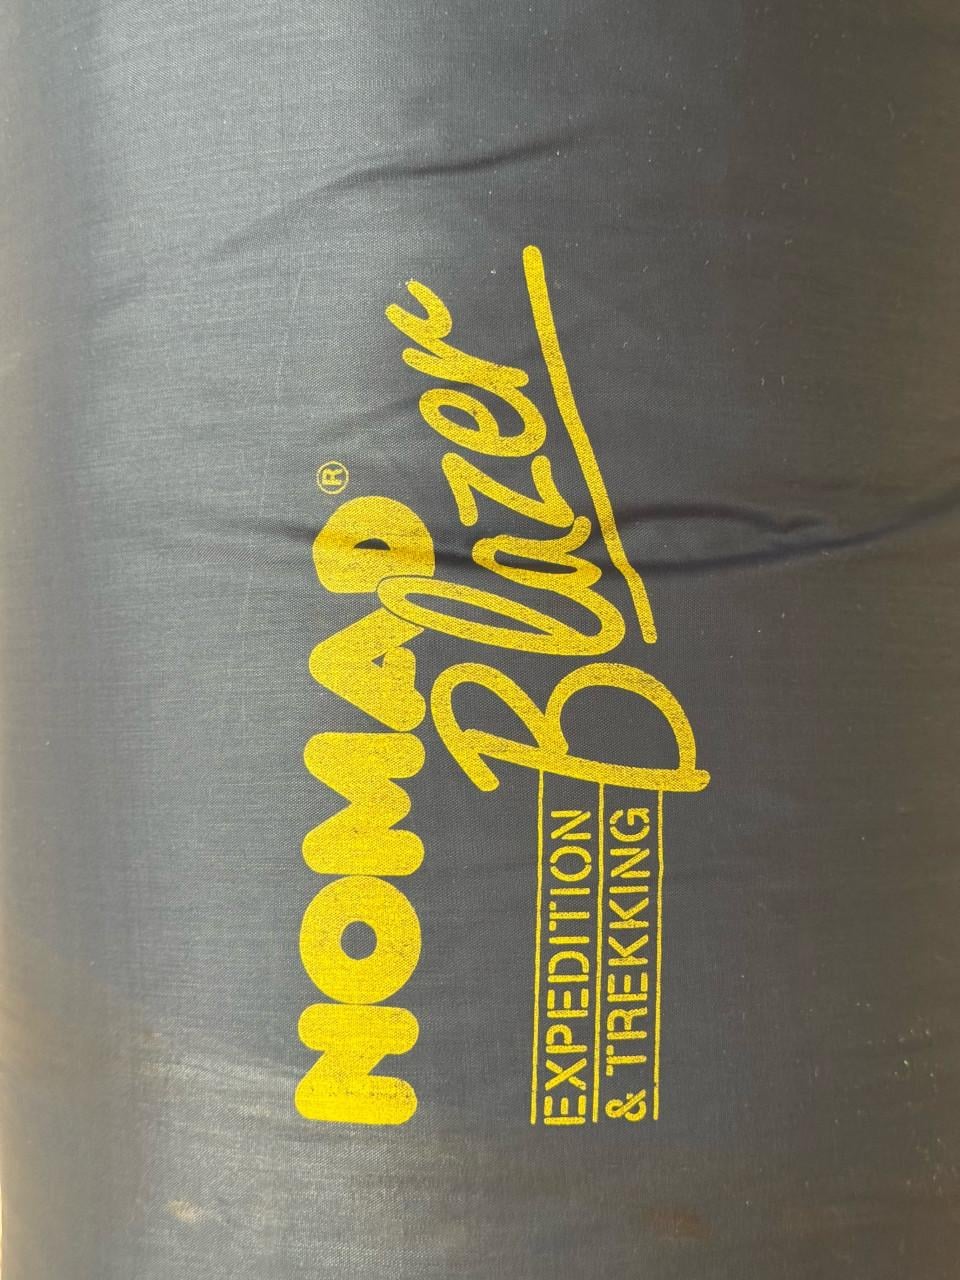 NOMAD®
Blazer
EXPEDITION
& TREKKING